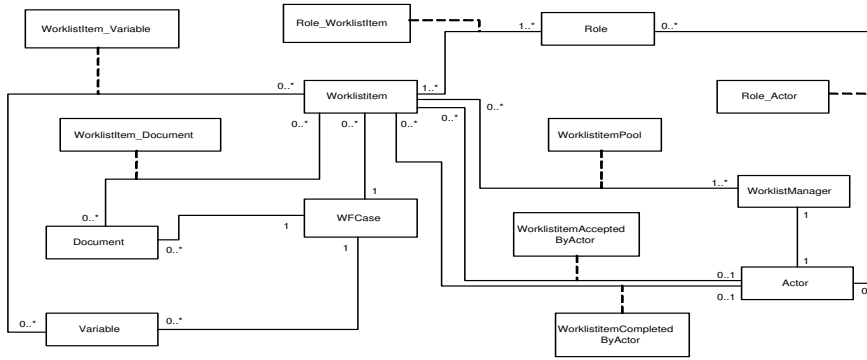 WorklistItem_Variable
Role_WorklistItem
1..*
Role
0..*
0..*
Worklistitem
1..*
Role_Actor
0..*
0..*
0..*
0..*
0..*
WorklistItem_Document
WorklistitemPool
1
1..*
WorklistManager
0..*
WFCase
Document
0..*
1
1
WorklistitemAccepted
ByActor
1
1
0..1
Actor
0..1
0..*
Variable
0..*
WorklistitemCompleted
ByActor